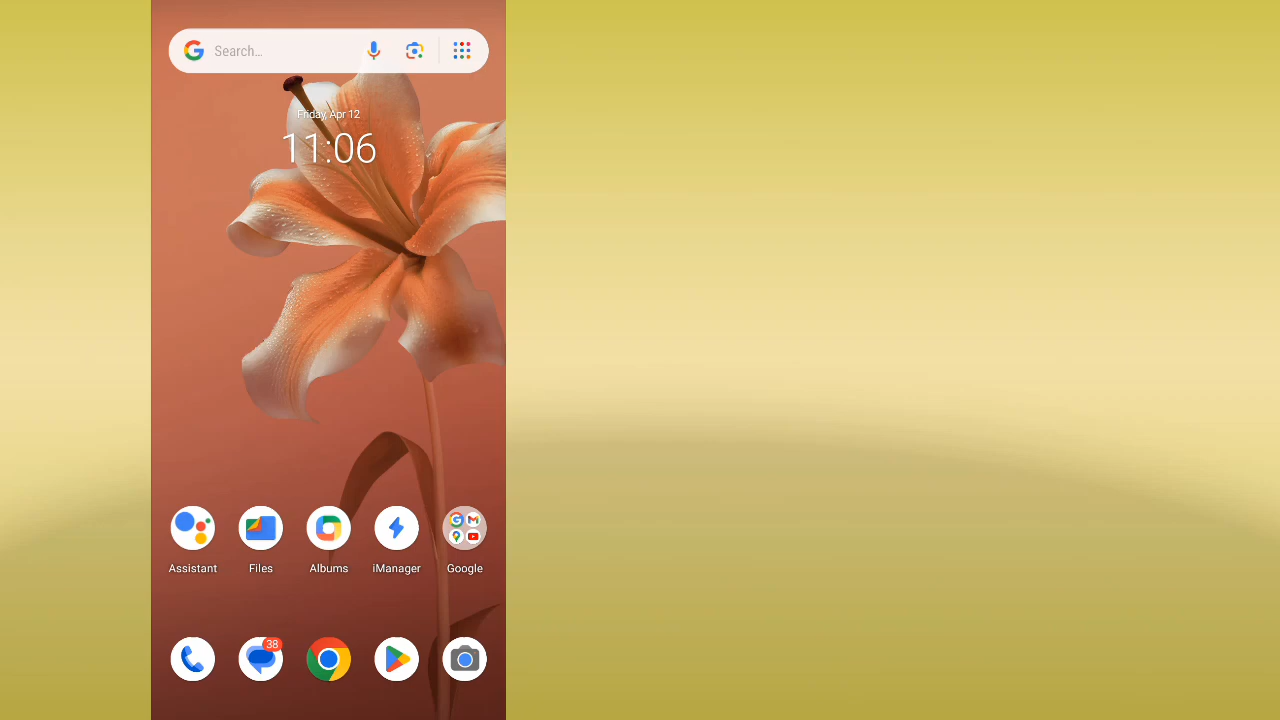 Search...
Friday, Apr 12
11:06
Assistant
Files
Albums
iManager
Google
38